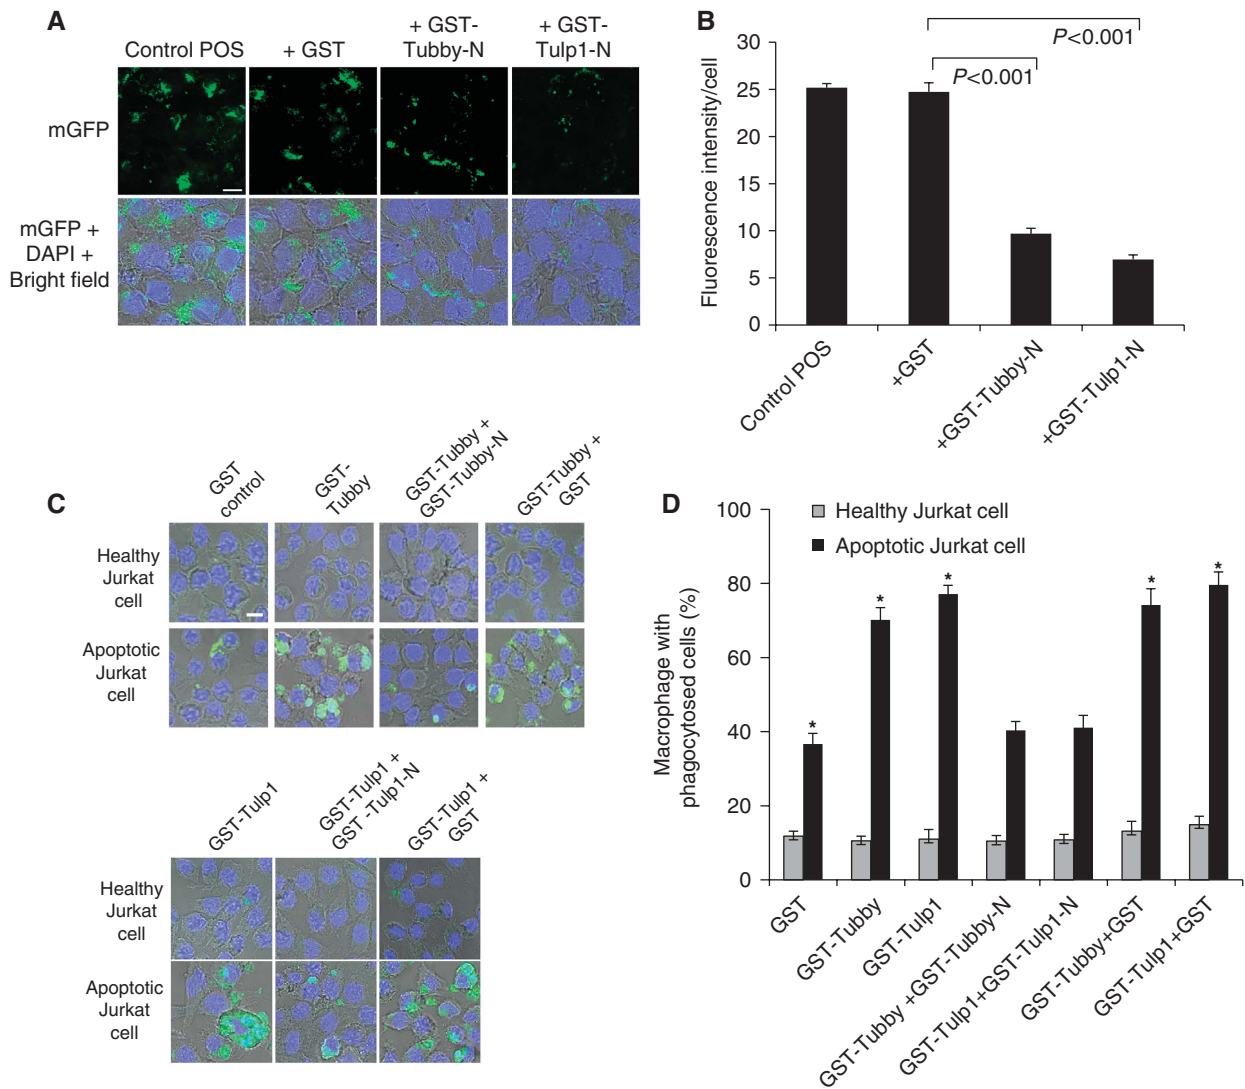 A
Control POS
+ GST
+ GST-
Tubby-N
+ GST-
Tulp1-N
mGFP
mGFP +
DAPI +
Bright field
B
P<0.001
P<0.001
Fluorescence intensity/cell
30
25
20
15
10
5
0
Control POS
+GST
+GST-Tubby-N
+GST-Tulp1-N
C
GST
control
GST-
Tubby
GST-Tubby +
GST-Tubby-N
GST-Tubby +
GST
Healthy
Jurkat
cell
Apoptotic
Jurkat
cell
GST-Tulp1
GST-Tulp1 +
GST-Tulp1-N
GST-Tulp1 +
GST
Healthy
Jurkat
cell
Apoptotic
Jurkat
cell
D
Healthy Jurkat cell
Apoptotic Jurkat cell
Macrophage with
phagocytosed cells (%)
100
80
60
40
20
0
*
*
*
*
*
GST
GST-Tubby
GST-Tulp1
GST-Tubby +GST-Tubby-N
GST-Tulp1+GST-Tulp1-N
GST-Tubby+GST
GST-Tulp1+GST